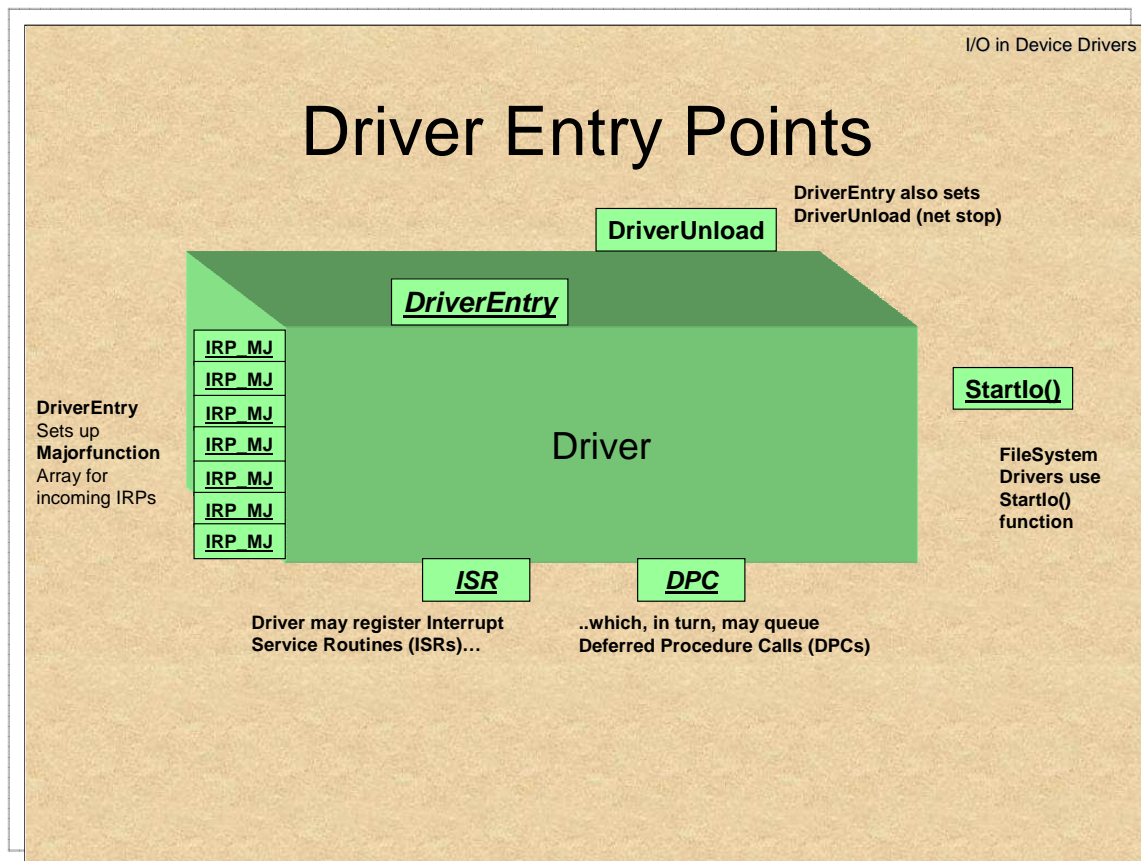 I/O in Device Drivers
Driver Entry Points
DriverEntry also sets
DriverUnload (net stop)
DriverUnload
DriverEntry
IRP_MJ
IRP_MJ
IRP_MJ
IRP_MJ
IRP_MJ
IRP_MJ
IRP_MJ
DriverEntry
Sets up
Majorfunction
Array for
incoming IRPs
Driver
StartIo()
FileSystem
Drivers use
StartIo()
function
ISR
DPC
Driver may register Interrupt
Service Routines (ISRs)…
..which, in turn, may queue
Deferred Procedure Calls (DPCs)